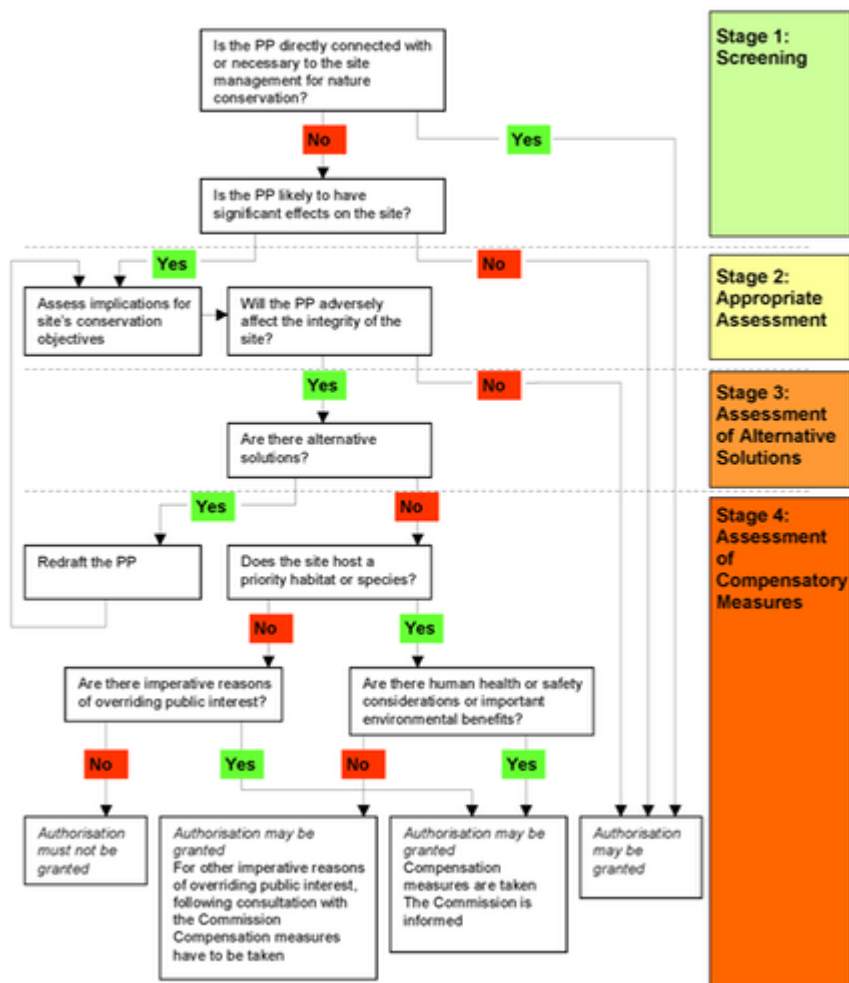 Is the PP directly connected with
or necessary to the site
management for nature
conservation?
Stage 1:
Screening
No
Yes
Is the PP likely to have
significant effects on the site?
Yes
No
Stage 2:
Appropriate
Assessment
Assess implications for
site's conservation
objectives
Will the PP adversely
affect the integrity of the
site?
Yes
No
Stage 3:
Assessment
of Alternative
Solutions
Are there alternative
solutions?
Yes
No
Stage 4:
Assessment
of
Compensatory
Measures
Redraft the PP
Does the site host a
priority habitat or species?
No
Yes
Are there imperative reasons
of overriding public interest?
Are there human health or safety
considerations or important
environmental benefits?
No
Yes
No
Yes
Authorisation
must not be
granted
Authorisation may be
granted
For other imperative reasons
of overriding public interest,
following consultation with
the Commission
Compensation measures
have to be taken
Authorisation may be
granted
Compensation
measures are taken
The Commission is
informed
Authorisation
may be
granted